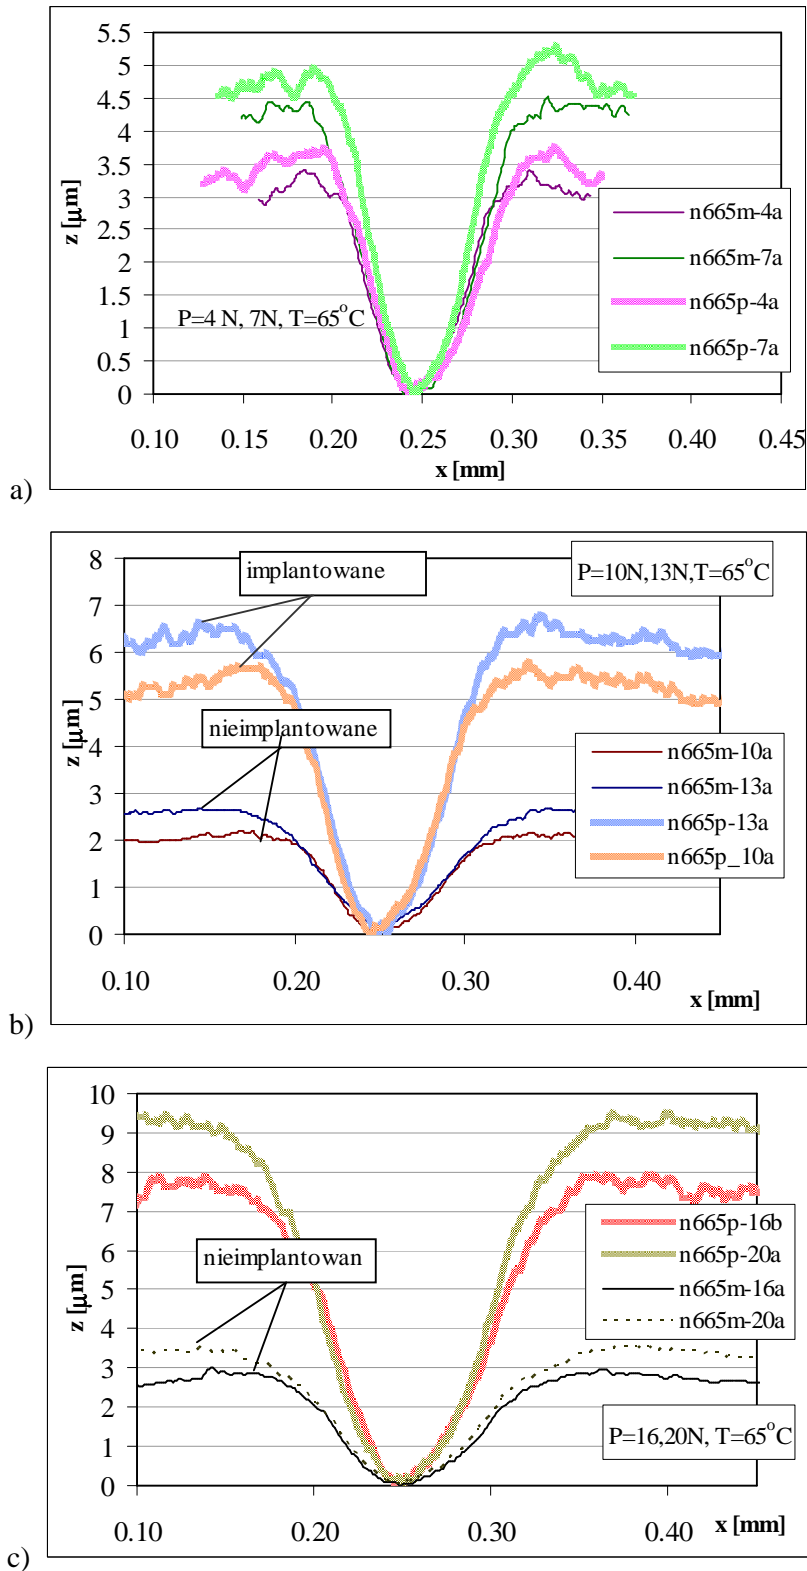 5.5
5
4.5
4
3.5
3
2.5
2
1.5
1
0.5
0
z [µm]
P=4 N, 7N, T=65°C
n665m-4a
n665m-7a
n665p-4a
n665p-7a
0.10 0.15 0.20 0.25 0.30 0.35 0.40 0.45
x [mm]
a)
8
7
6
5
4
3
2
1
0
z [µm]
implantowane
P=10N,13N,T=65°C
nieimplantowane
n665m-10a
n665m-13a
n665p-13a
n665p_10a
0.10 0.20 0.30 0.40
x [mm]
b)
10
9
8
7
6
5
4
3
2
1
0
z [µm]
nieimplantowan
n665p-16b
n665p-20a
n665m-16a
n665m-20a
P=16,20N, T=65°C
0.10 0.20 0.30 0.40
x [mm]
c)